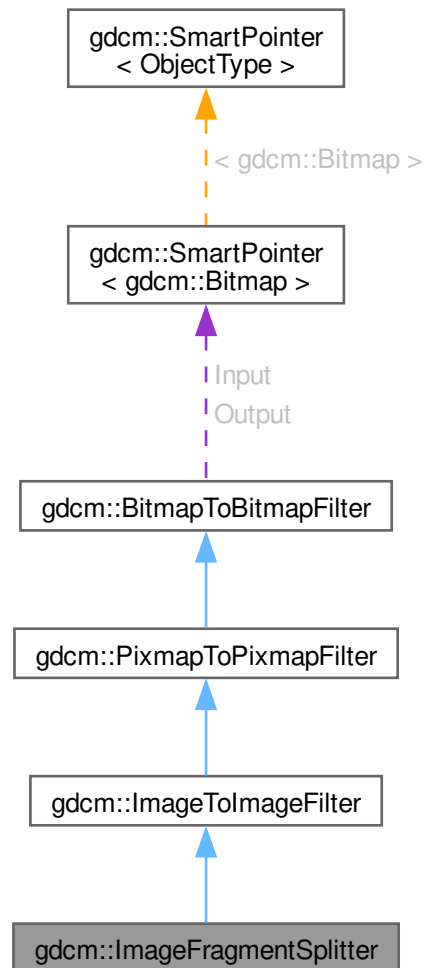 gdcm::SmartPointer
< ObjectType >
< gdcm::Bitmap >
gdcm::SmartPointer
< gdcm::Bitmap >
Input
Output
gdcm::BitmapToBitmapFilter
gdcm::PixmapToPixmapFilter
gdcm::ImageToImageFilter
gdcm::ImageFragmentSplitter